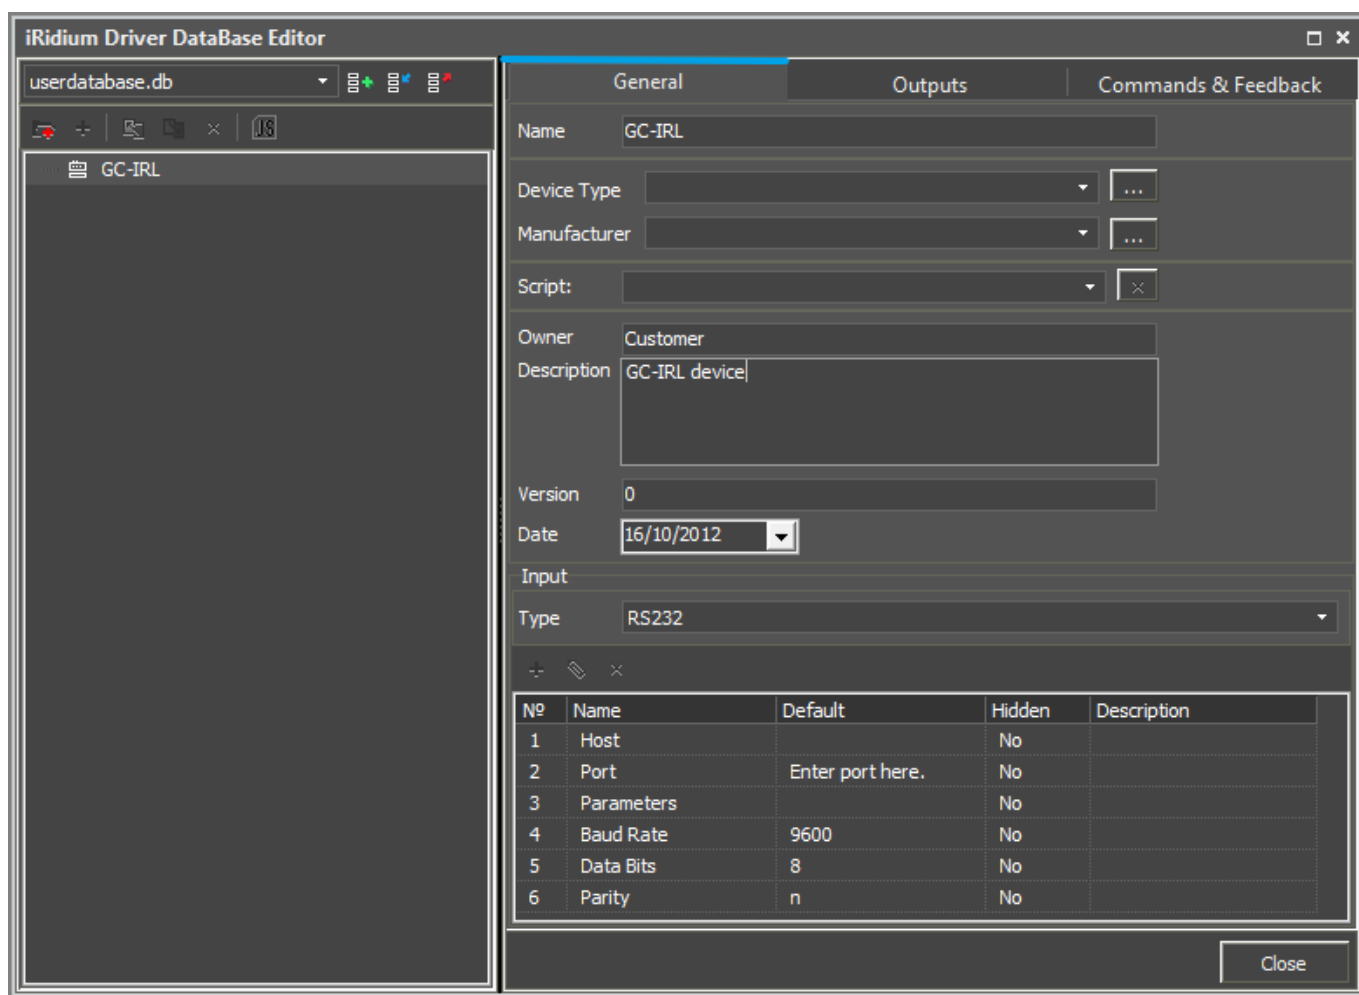 iRidium Driver DataBase Editor
userdatabase.db
JS
GC-IRL
General Outputs Commands & Feedback
Name GC-IRL
Device Type ...
Manufacturer ...
Script:
Owner Customer
Description GC-IRL device
Version 0
Date 16/10/2012
Input
Type RS232
Nº Name Default Hidden Description
1 Host No
2 Port Enter port here. No
3 Parameters No
4 Baud Rate 9600 No
5 Data Bits 8 No
6 Parity n No
Close